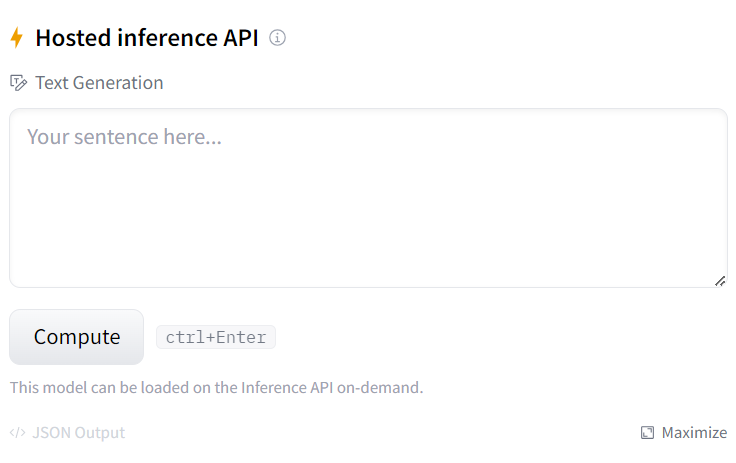 Hosted inference API
Text Generation
Your sentence here...
Compute ctrl+Enter
This model can be loaded on the Inference API on-demand.
</> JSON Output Maximize